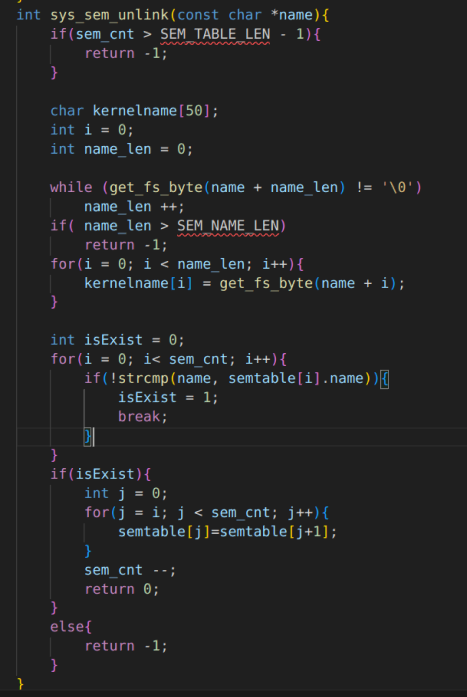 int sys_sem_unlink(const char *name){
    if(sem_cnt > SEM_TABLE_LEN - 1){
        return -1;
    }

    char kernelname[50];
    int i = 0;
    int name_len = 0;

    while (get_fs_byte(name + name_len) != '\0')
        name_len ++;
    if( name_len > SEM_NAME_LEN)
        return -1;
    for(i = 0; i < name_len; i++){
        kernelname[i] = get_fs_byte(name + i);
    }

    int isExist = 0;
    for(i = 0; i< sem_cnt; i++){
        if(!strcmp(name, semtable[i].name)){
            isExist = 1;
            break;
        }
    }
    if(isExist){
        int j = 0;
        for(j = i; j < sem_cnt; j++){
            semtable[j]=semtable[j+1];
        }
        sem_cnt --;
        return 0;
    }
    else{
        return -1;
    }
}